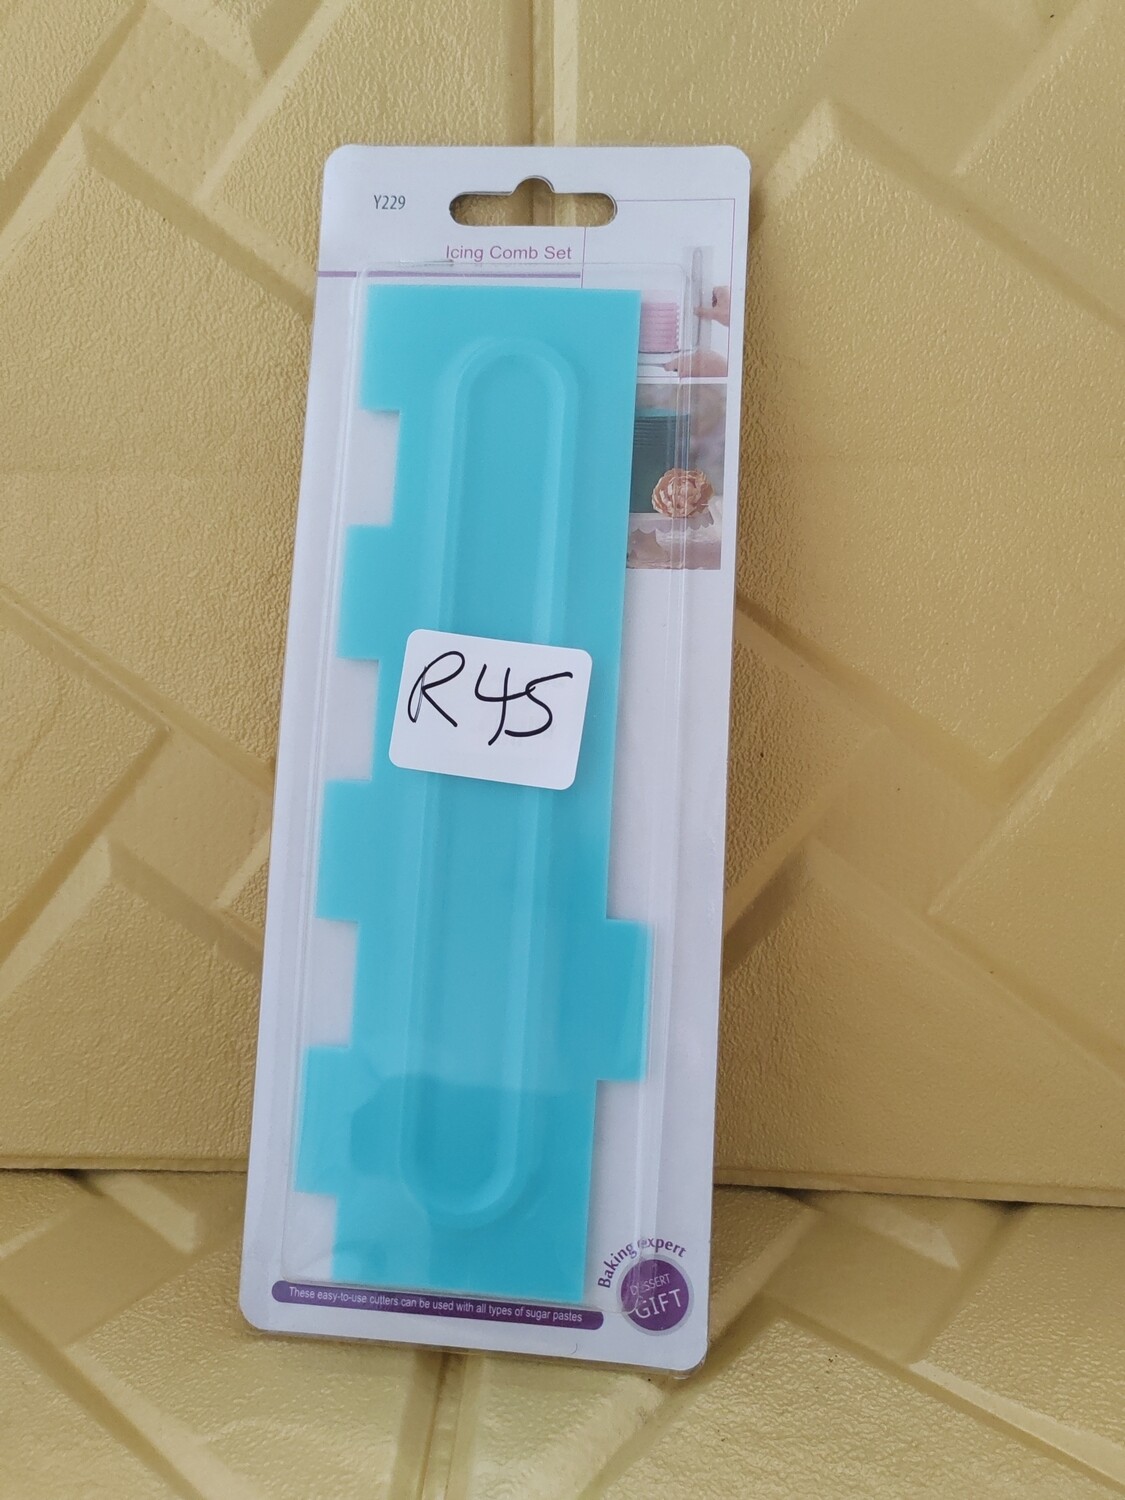 Y229
Icing Comb Set
R45
Baking expert
DESSERT
GIFT
These easy-to-use cutters can be used with all types of sugar pastes